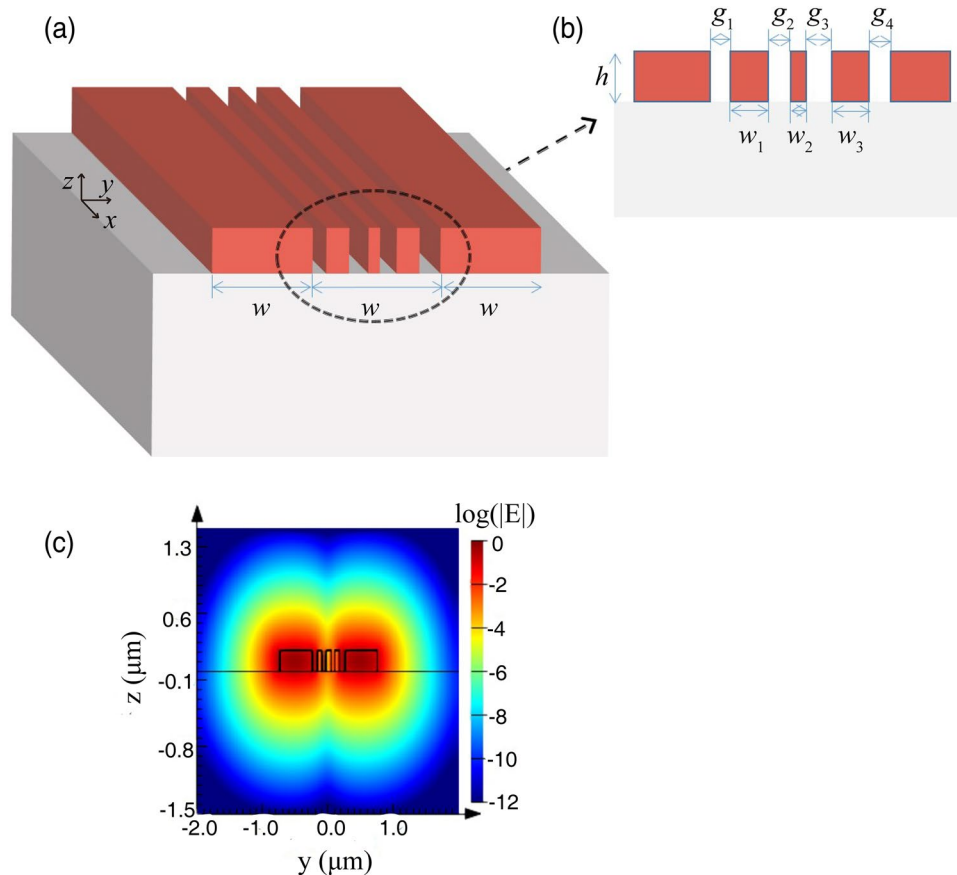 (a)
z y
x
w w w
(b)
g₁ g₂ g₃ g₄
h
w₁ w₂ w₃
(c)
log(|E|)
1.3
0.6
-0.1
-0.8
-1.5
z (μm)
-2.0 -1.0 0.0 1.0
y (μm)
0
-2
-4
-6
-8
-10
-12